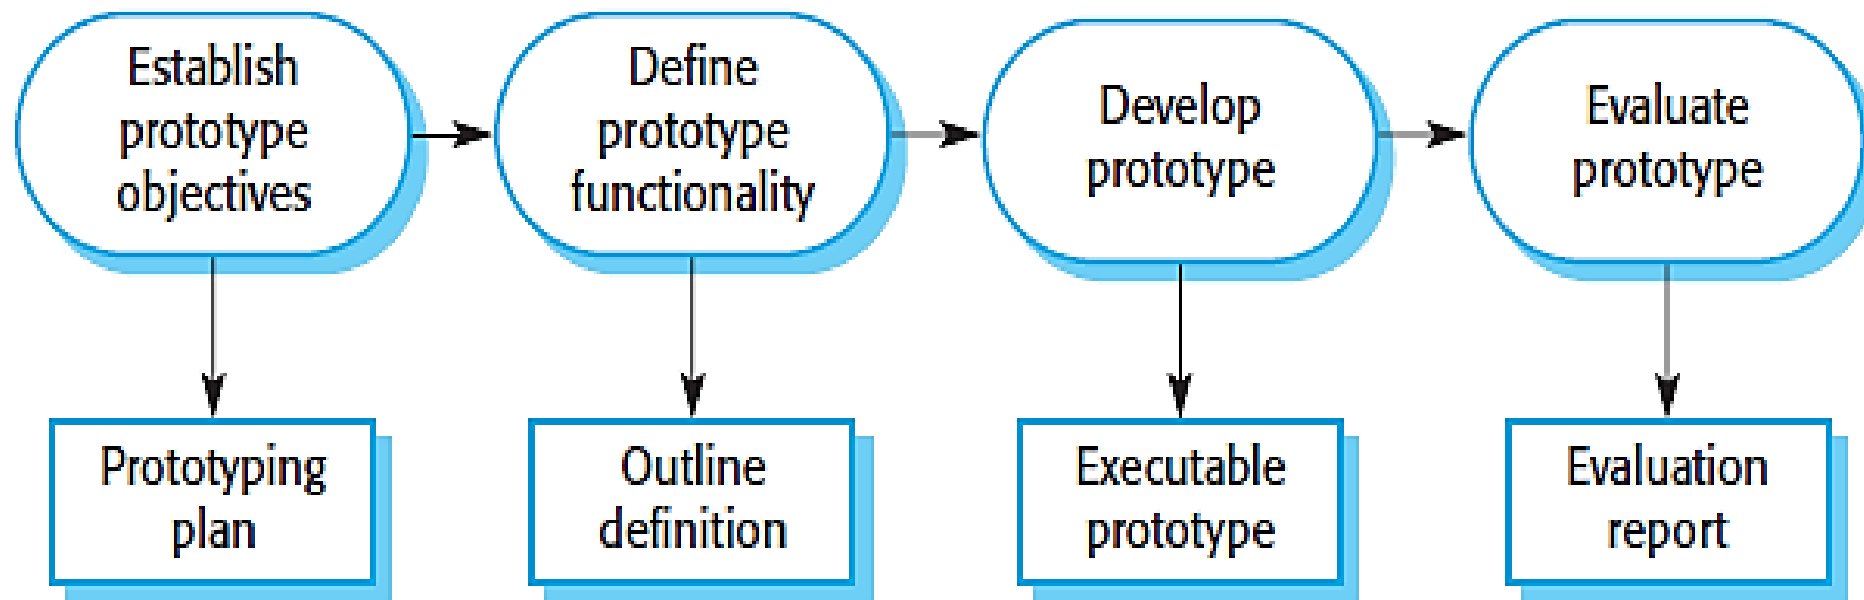 Establish
prototype
objectives
Define
prototype
functionality
Develop
prototype
Evaluate
prototype
Prototyping
plan
Outline
definition
Executable
prototype
Evaluation
report